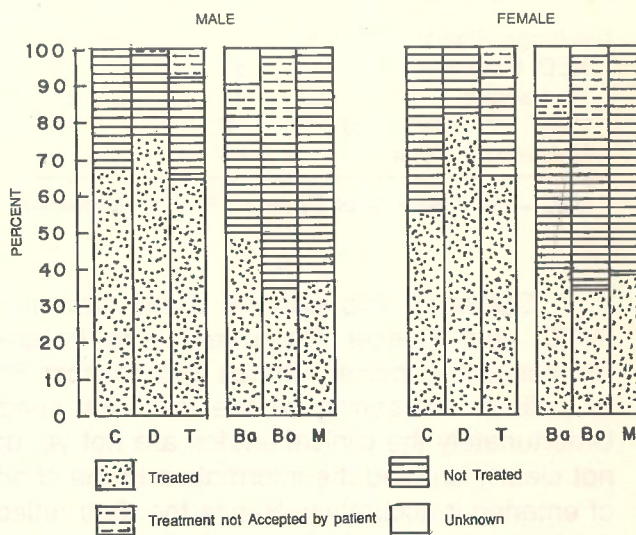 MALE FEMALE
100
90
80
70
60
50
40
30
20
10
0
PERCENT
C D T Ba Bo M C D T Ba Bo M
Treated Not Treated
Treatment not Accepted by patient Unknown